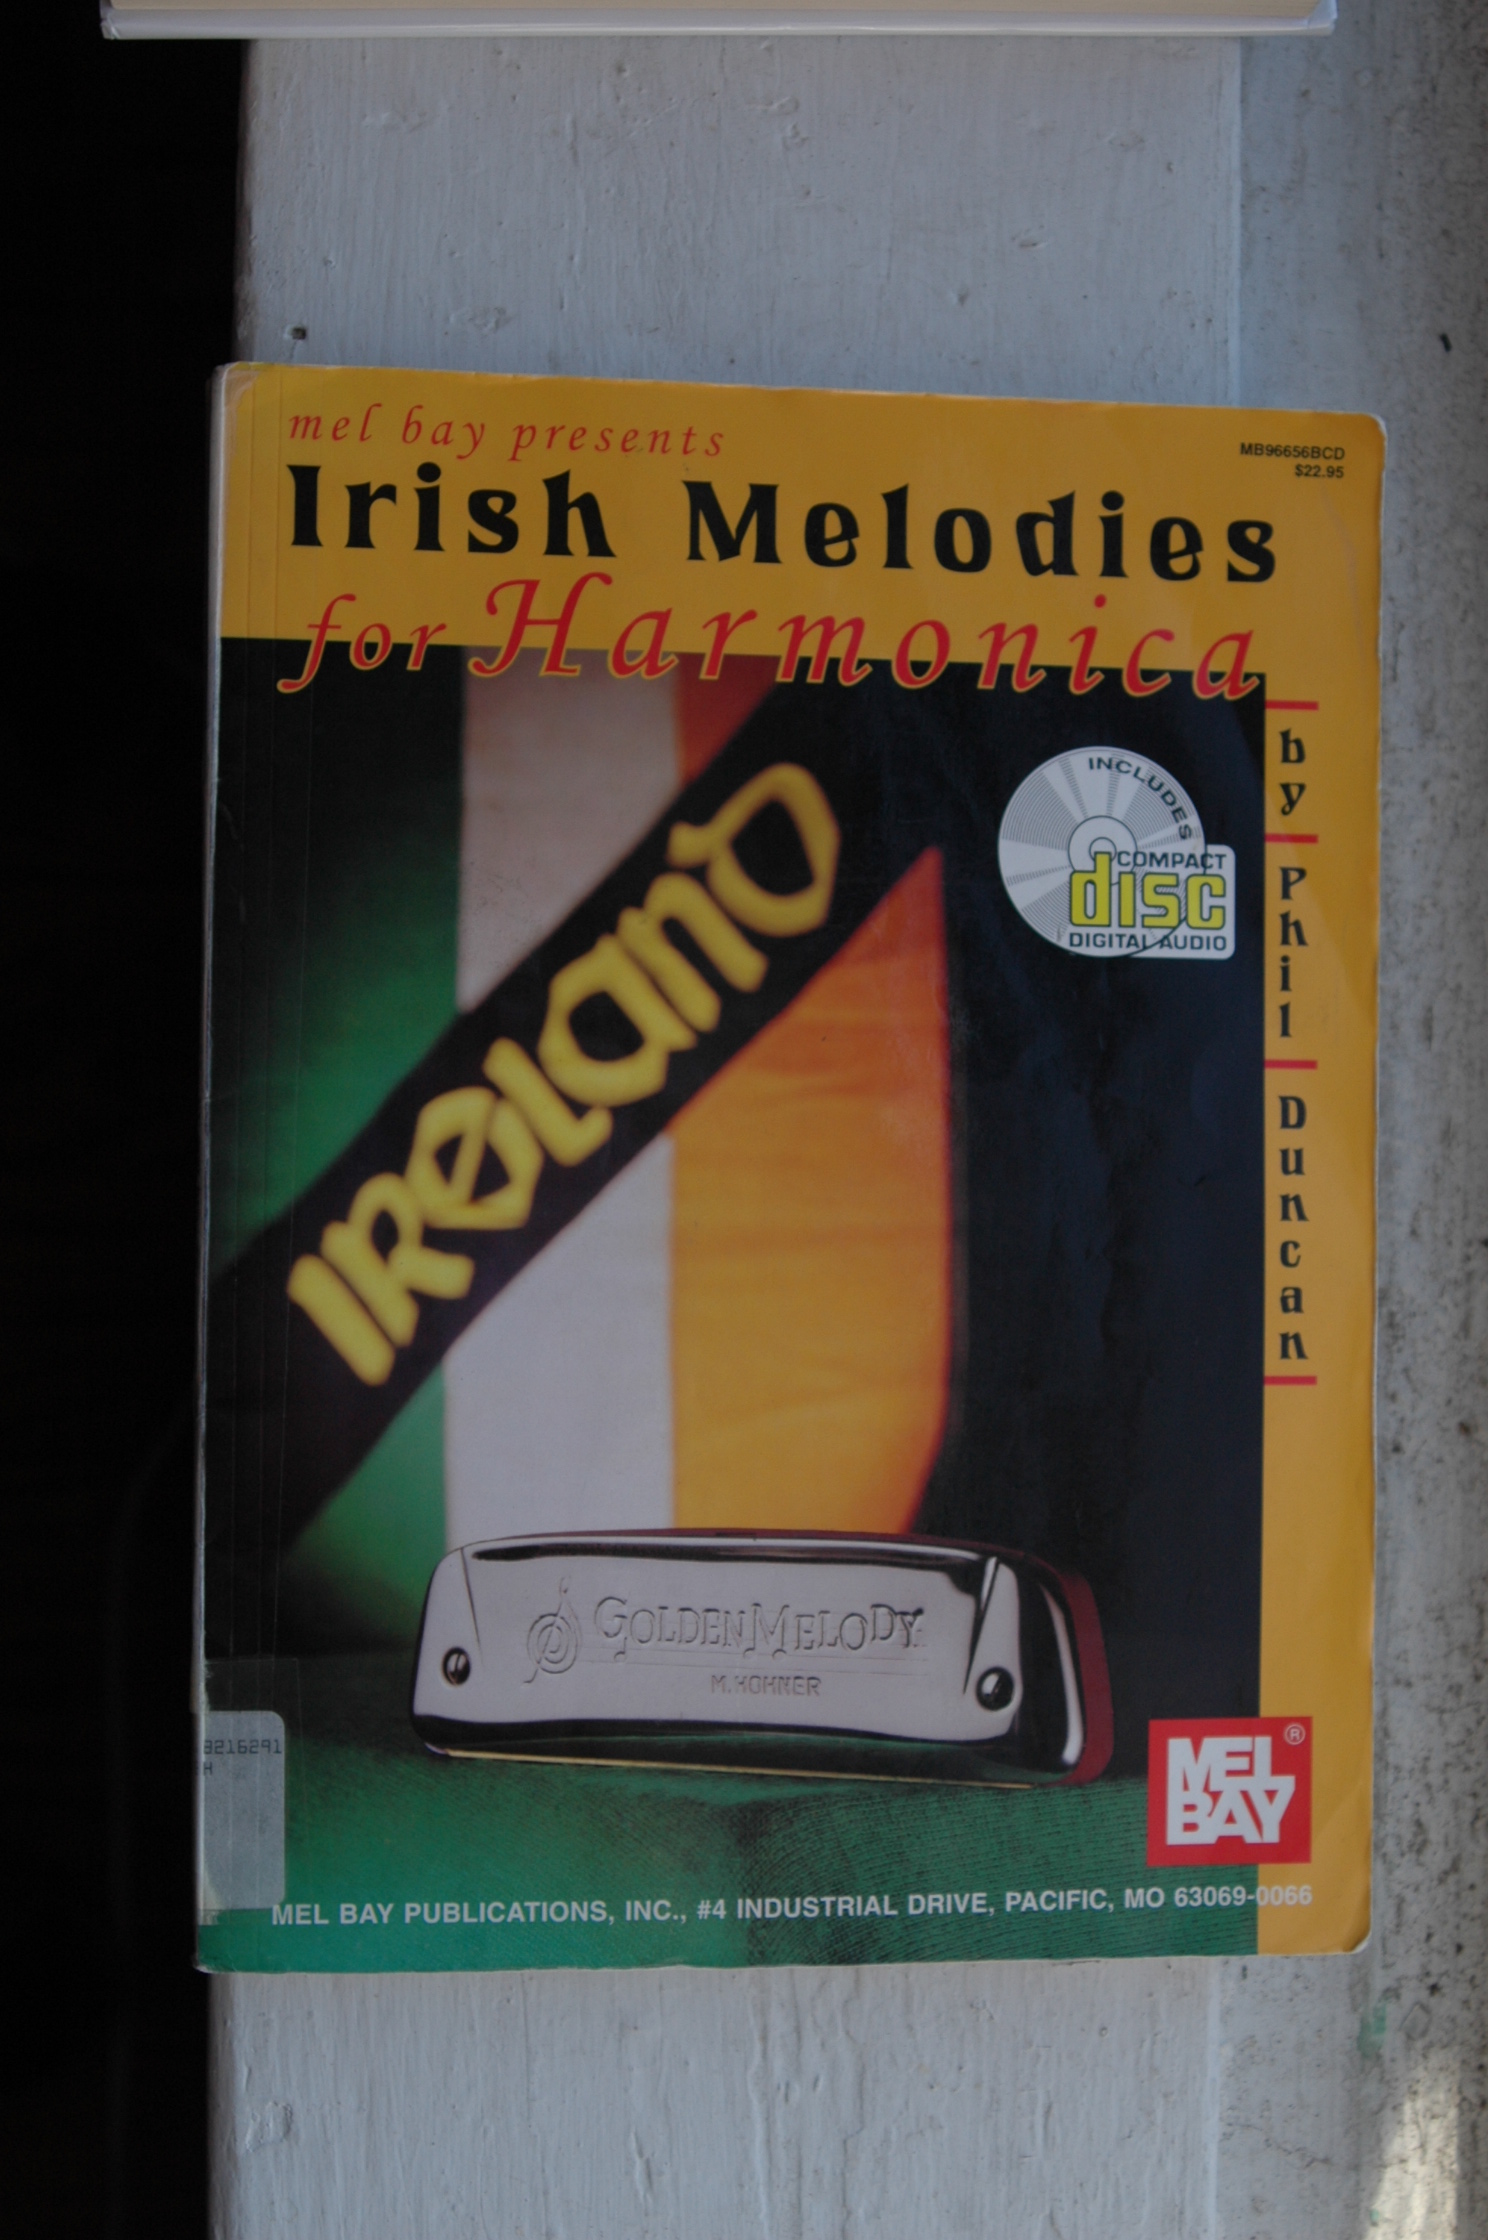 mel bay presents
MB96656BCD
$22.95
Irish Melodies
for Harmonica
by Phil Duncan
INCLUDES
COMPACT
disc
DIGITAL AUDIO
IRELAND
GOLDEN MELODY
M. HOHNER
3216291
H
MEL
BAY
®
MEL BAY PUBLICATIONS, INC., #4 INDUSTRIAL DRIVE, PACIFIC, MO 63069-0066